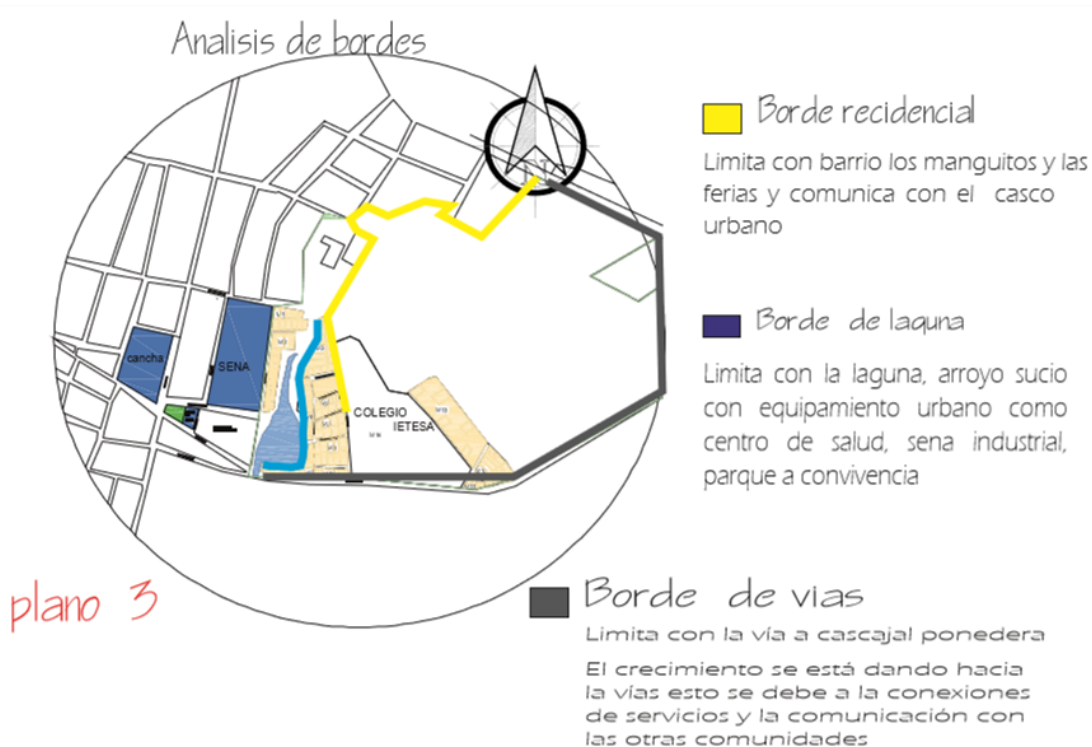 Analisis de bordes
Borde recidencial
Limita con barrio los manguitos y las
ferias y comunica con el casco
urbano
Borde de laguna
Limita con la laguna, arroyo sucio
con equipamiento urbano como
centro de salud, sena industrial,
parque a convivencia
cancha
SENA
COLEGIO
IETESA
plano 3
Borde de vias
Limita con la vía a cascajal ponedera
El crecimiento se está dando hacia
la vías esto se debe a la conexiones
de servicios y la comunicación con
las otras comunidades